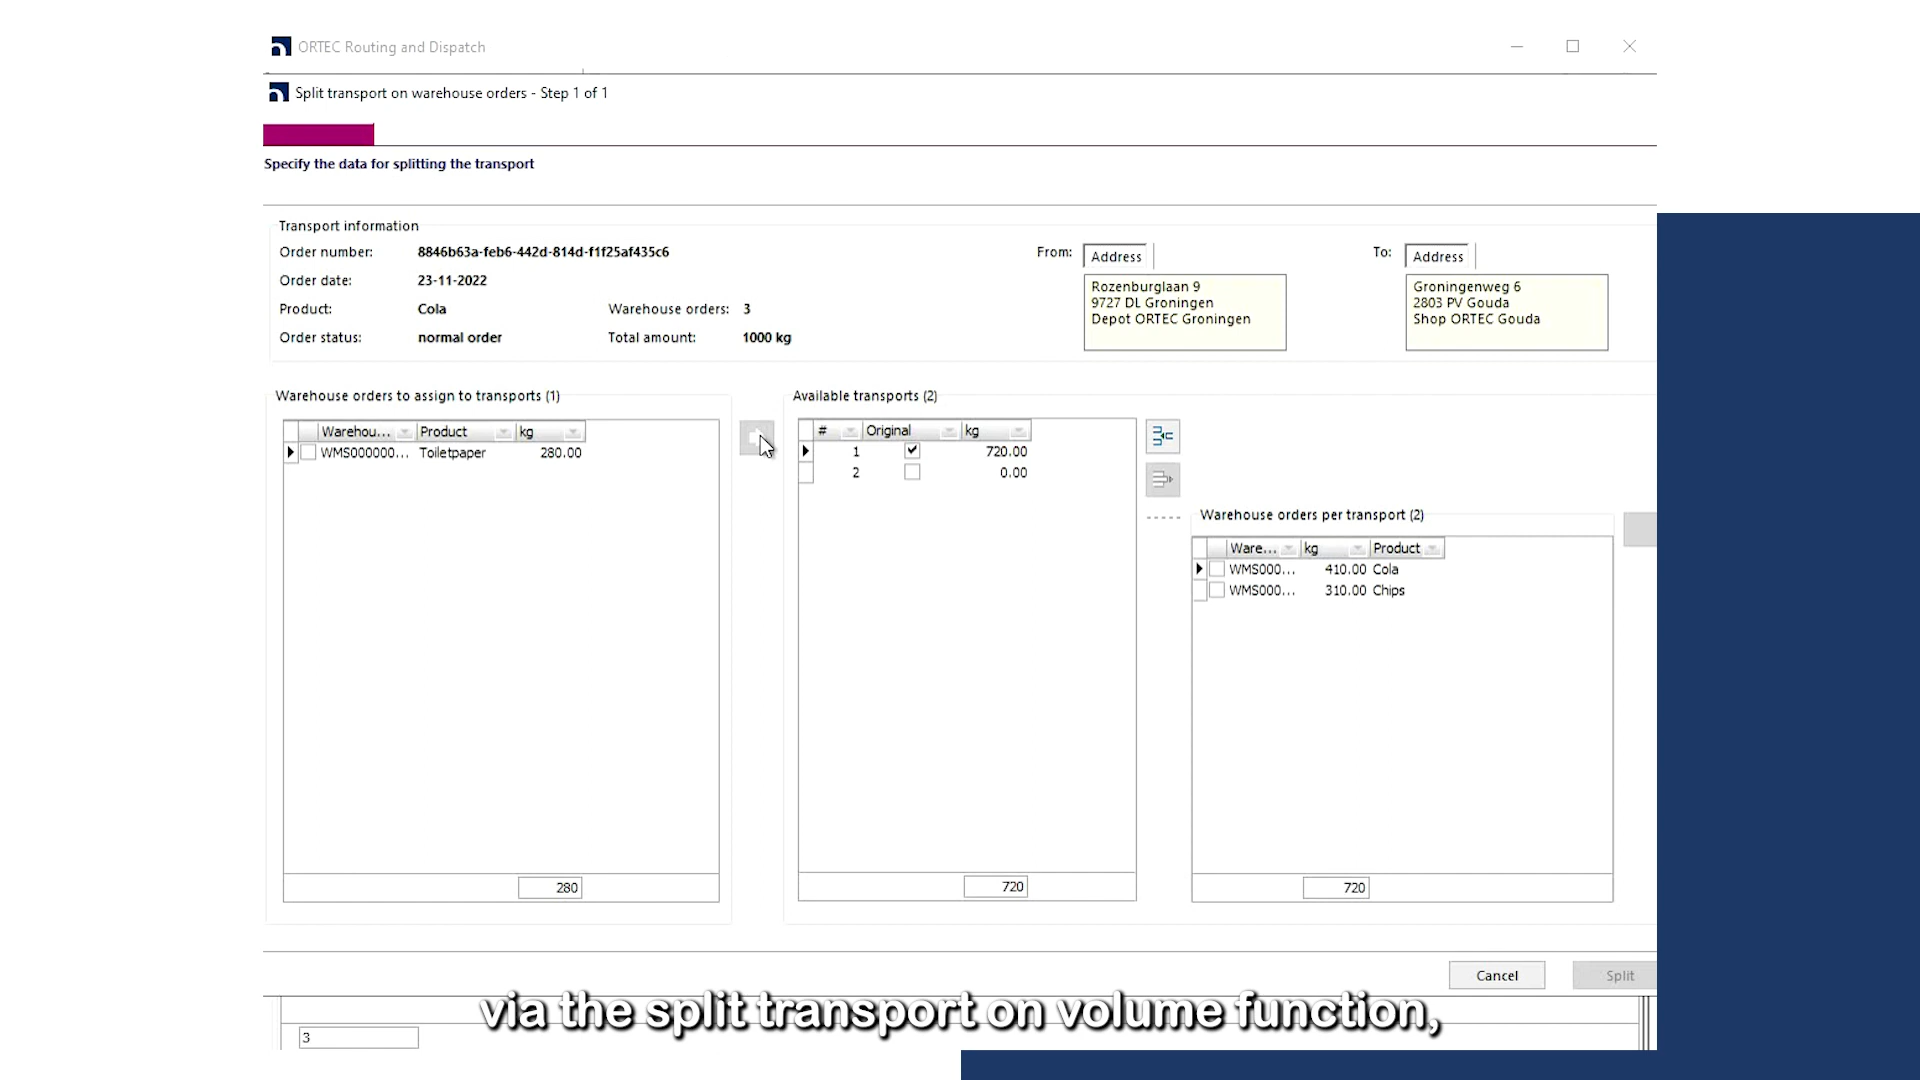 ORTEC Routing and Dispatch
Split transport on warehouse orders - Step 1 of 1
Specify the data for splitting the transport
Transport information
Order number: 8846b63a-feb6-442d-814d-f1f25af435c6
Order date: 23-11-2022
Product: Cola Warehouse orders: 3
Order status: normal order Total amount: 1000 kg
From: Address
Rozenburglaan 9
9727 DL Groningen
Depot ORTEC Groningen
To: Address
Groningenweg 6
2803 PV Gouda
Shop ORTEC Gouda
Warehouse orders to assign to transports (1)
Warehou... Product kg
WMS000000... Toiletpaper 280.00
280
Available transports (2)
# Original kg
1 720.00
2 0.00
720
Warehouse orders per transport (2)
Ware... kg Product
WMS000... 410.00 Cola
WMS000... 310.00 Chips
720
Cancel Split
via the split transport on volume function,
3